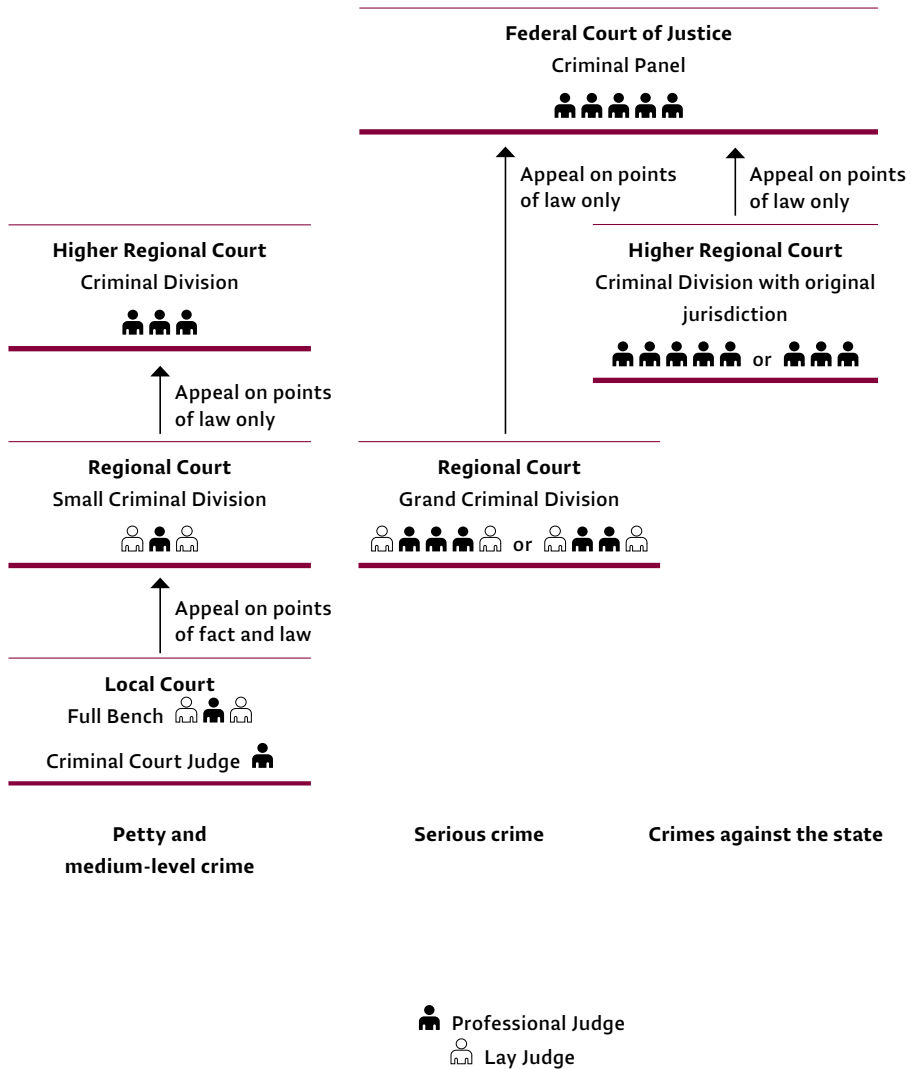 Federal Court of Justice
Criminal Panel
Appeal on points
of law only
Appeal on points
of law only
Higher Regional Court
Criminal Division
Higher Regional Court
Criminal Division with original
jurisdiction
or
Appeal on points
of law only
Regional Court
Small Criminal Division
Regional Court
Grand Criminal Division
or
Appeal on points
of fact and law
Local Court
Full Bench
Criminal Court Judge
Petty and
medium-level crime
Serious crime
Crimes against the state
Professional Judge
Lay Judge